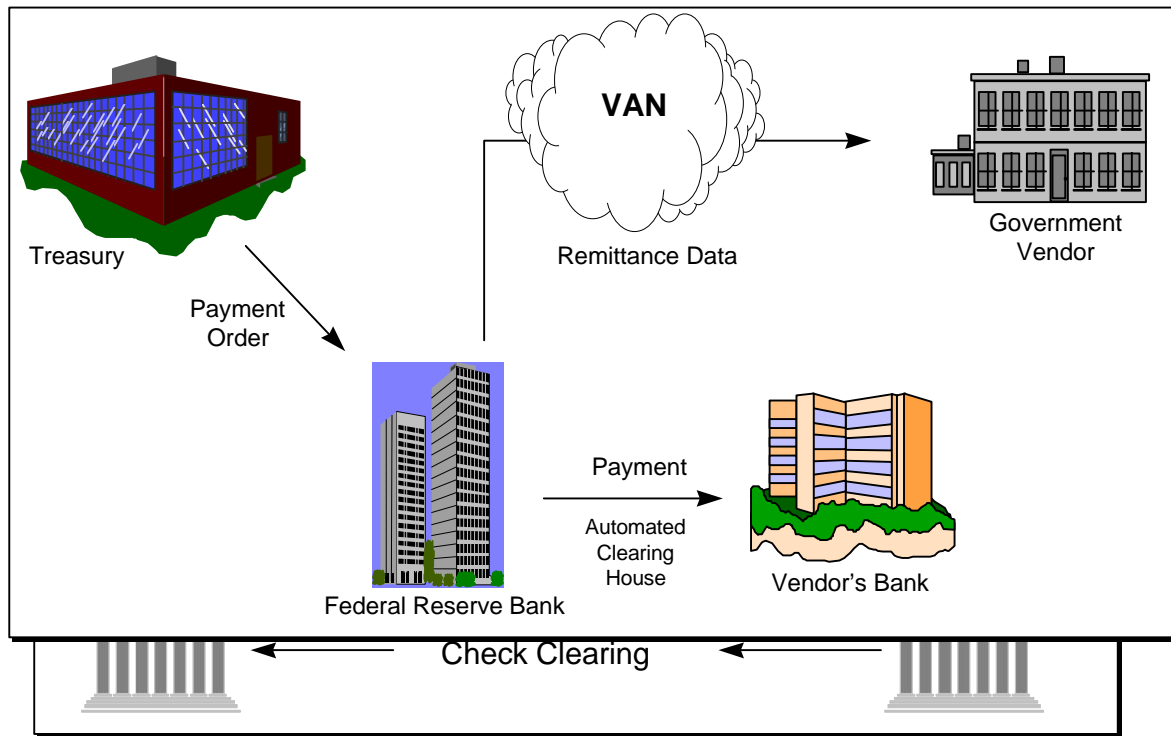 VAN
Treasury
Remittance Data
Government
Vendor
Payment
Order
Payment
Automated
Clearing
House
Federal Reserve Bank
Vendor's Bank
Check Clearing